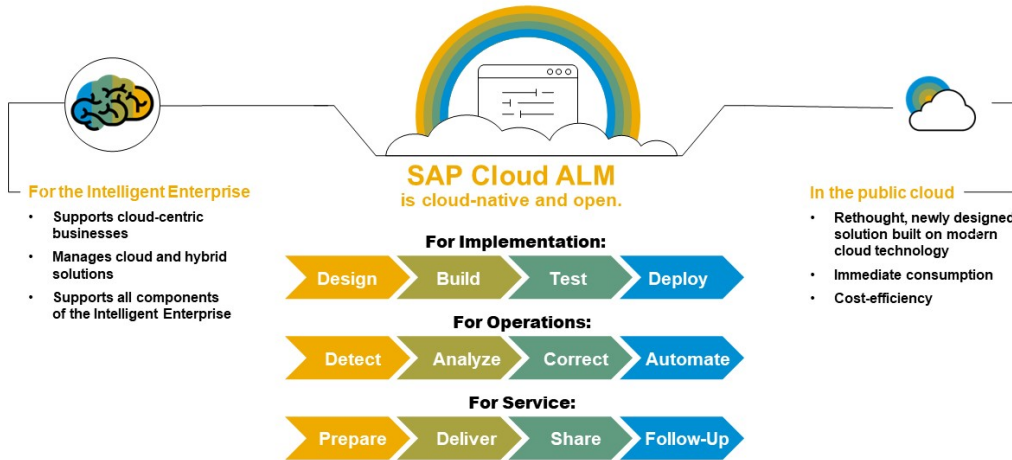 SAP Cloud ALM
is cloud-native and open.
For the Intelligent Enterprise
• Supports cloud-centric
businesses
• Manages cloud and hybrid
solutions
• Supports all components
of the Intelligent Enterprise
For Implementation:
Design Build Test Deploy
For Operations:
Detect Analyze Correct Automate
For Service:
Prepare Deliver Share Follow-Up
In the public cloud
• Rethought, newly designed
solution built on modern
cloud technology
• Immediate consumption
• Cost-efficiency